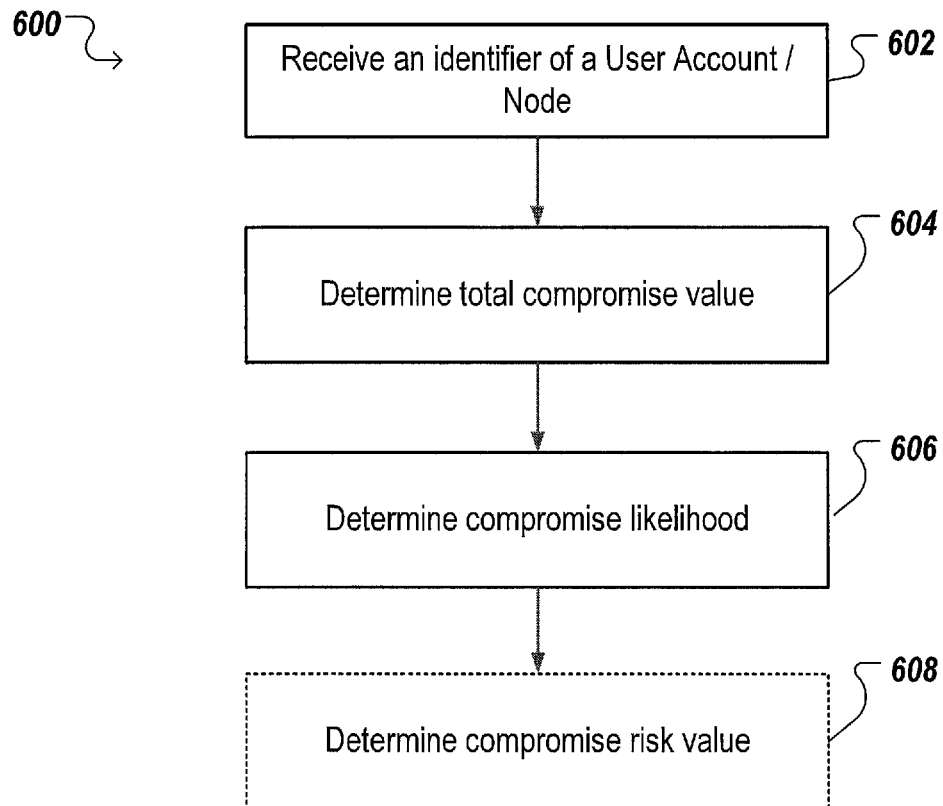 600
Receive an identifier of a User Account /
Node
602
Determine total compromise value
604
Determine compromise likelihood
606
Determine compromise risk value
608